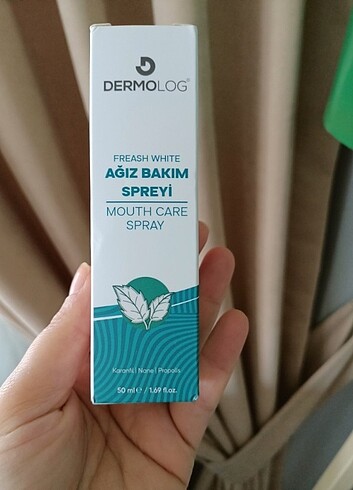 DERMOLOG®
FREASH WHITE
AĞIZ BAKIM
SPREYİ
MOUTH CARE
SPRAY
Karanfil | Nane | Propolis
50 ml ℮ / 1.69 fl.oz.